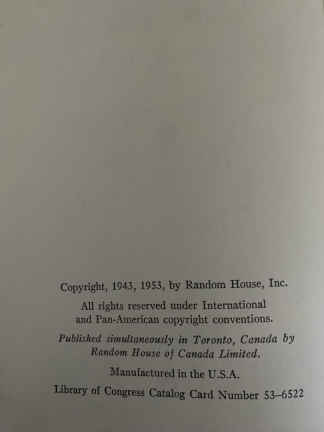 Copyright, 1943, 1953, by Random House, Inc.
All rights reserved under International
and Pan-American copyright conventions.
Published simultaneously in Toronto, Canada by
Random House of Canada Limited.
Manufactured in the U.S.A.
Library of Congress Catalog Card Number 53-6522